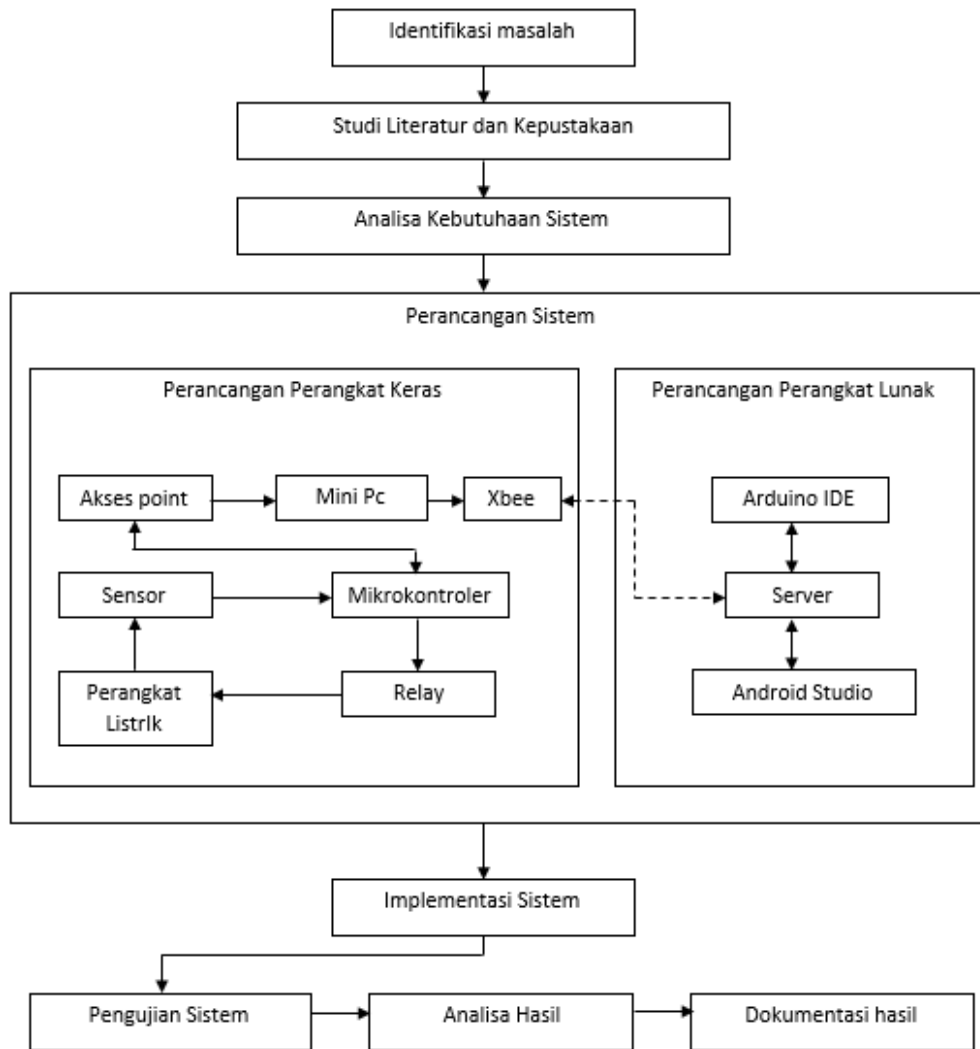 Identifikasi masalah
Studi Literatur dan Kepustakaan
Analisa Kebutuhaan Sistem
Perancangan Sistem
Perancangan Perangkat Keras
Perancangan Perangkat Lunak
Akses point
Mini Pc
Xbee
Arduino IDE
Sensor
Mikrokontroler
Server
Perangkat
Listrlk
Relay
Android Studio
Implementasi Sistem
Pengujian Sistem
Analisa Hasil
Dokumentasi hasil